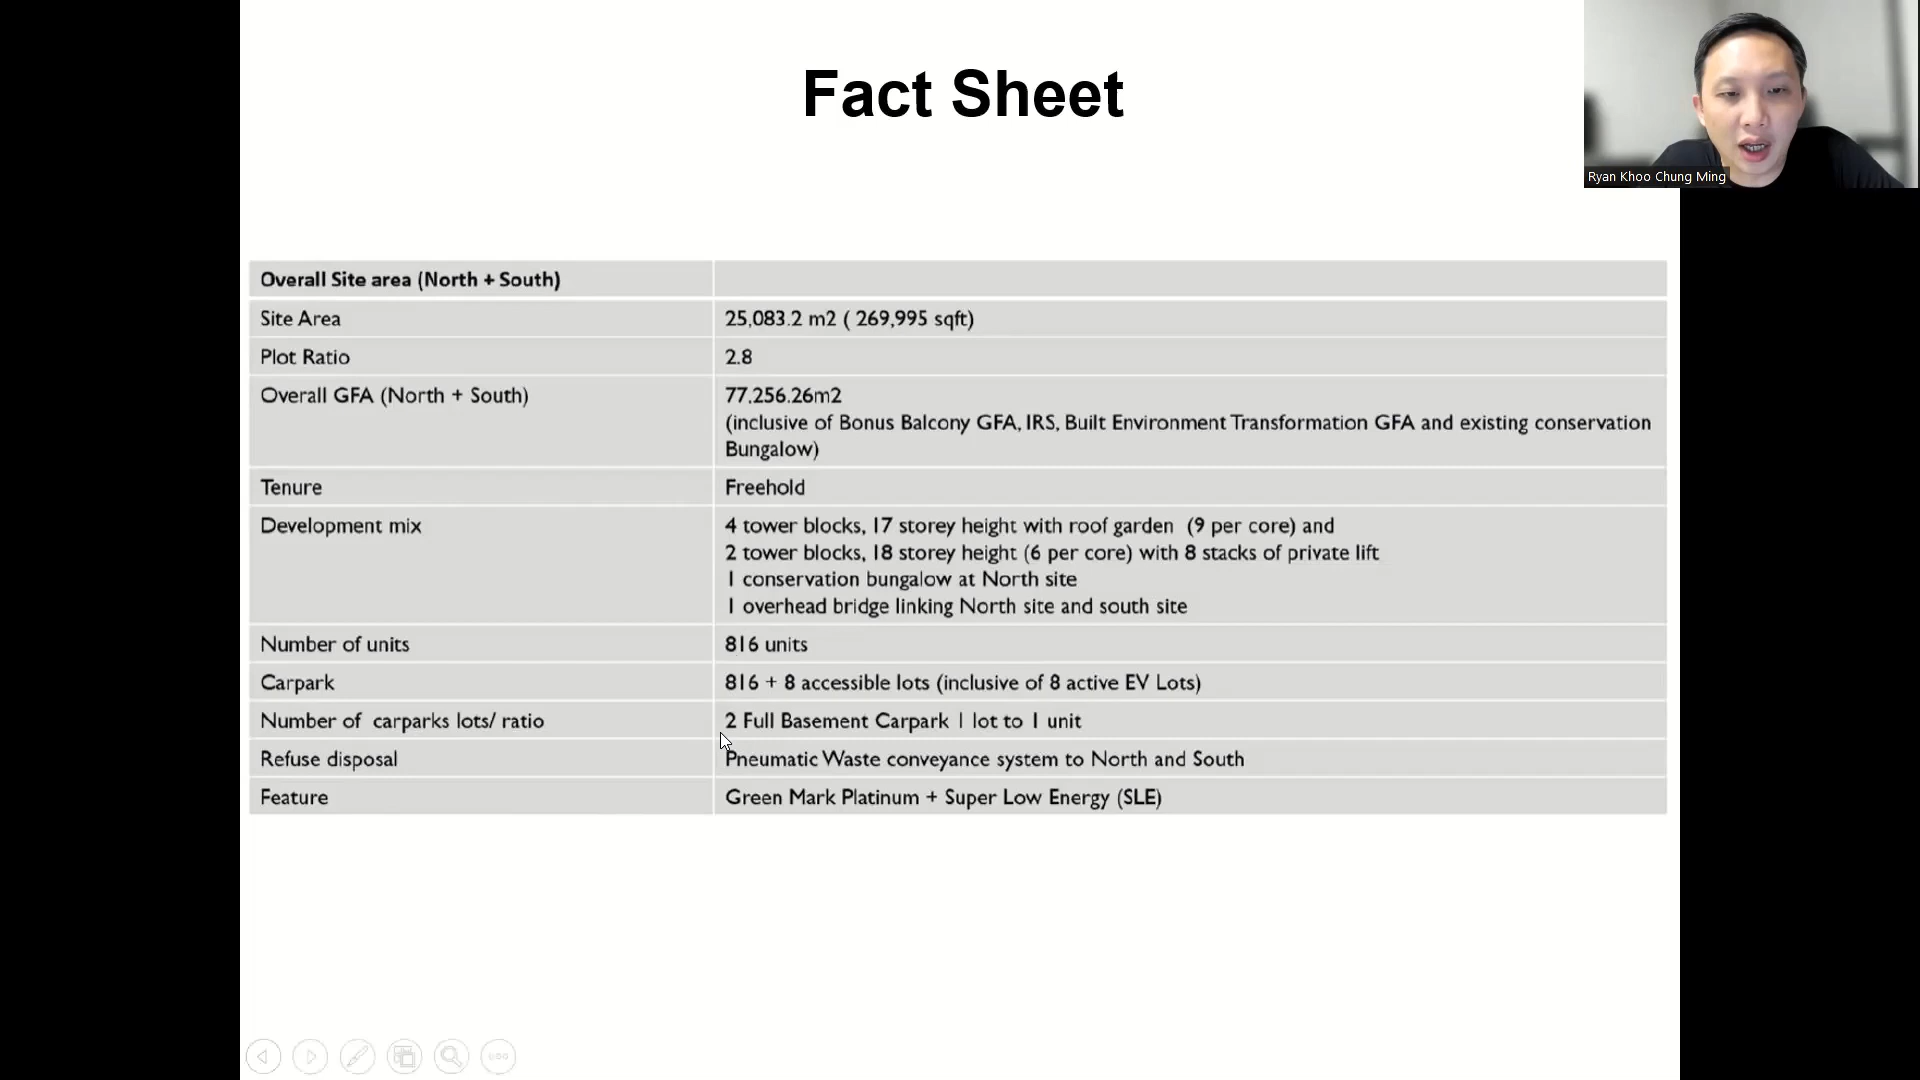 Fact Sheet
Ryan Khoo Chung Ming
Overall Site area (North + South)
Site Area
25,083.2 m2 ( 269,995 sqft)
Plot Ratio
2.8
Overall GFA (North + South)
77,256.26m2
(inclusive of Bonus Balcony GFA, IRS, Built Environment Transformation GFA and existing conservation
Bungalow)
Tenure
Freehold
Development mix
4 tower blocks, 17 storey height with roof garden (9 per core) and
2 tower blocks, 18 storey height (6 per core) with 8 stacks of private lift
1 conservation bungalow at North site
1 overhead bridge linking North site and south site
Number of units
816 units
Carpark
816 + 8 accessible lots (inclusive of 8 active EV Lots)
Number of carparks lots/ ratio
2 Full Basement Carpark 1 lot to 1 unit
Refuse disposal
Pneumatic Waste conveyance system to North and South
Feature
Green Mark Platinum + Super Low Energy (SLE)